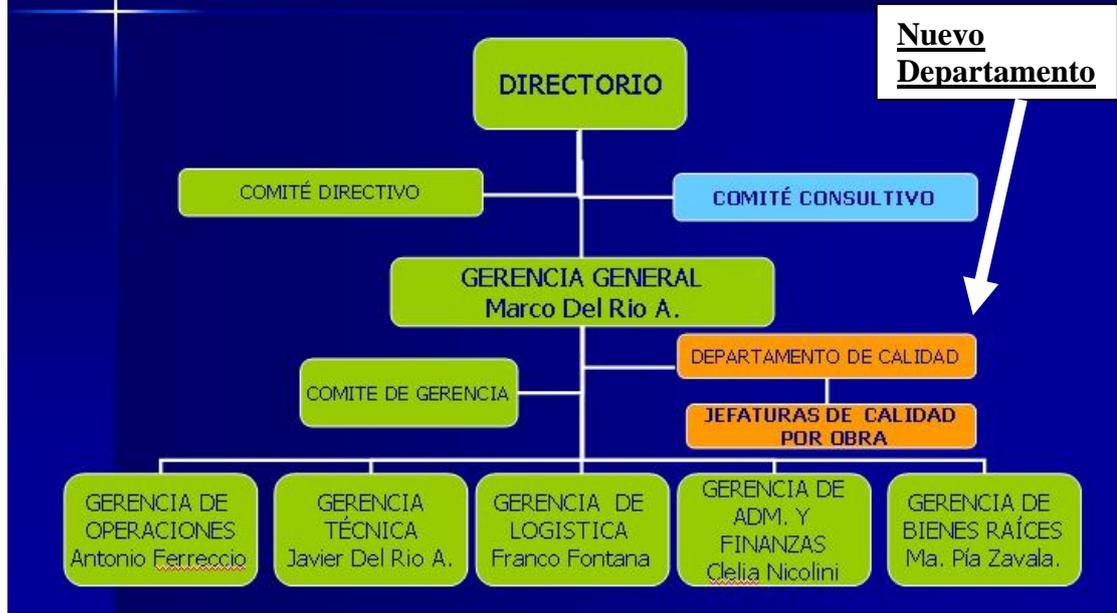 Nuevo
Departamento
DIRECTORIO
COMITÉ DIRECTIVO
COMITÉ CONSULTIVO
GERENCIA GENERAL
Marco Del Rio A.
DEPARTAMENTO DE CALIDAD
COMITE DE GERENCIA
JEFATURAS DE CALIDAD
POR OBRA
GERENCIA DE
OPERACIONES
Antonio Ferreccio
GERENCIA
TÉCNICA
Javier Del Rio A.
GERENCIA DE
LOGISTICA
Franco Fontana
GERENCIA DE
ADM. Y
FINANZAS
Clelia Nicolini
GERENCIA DE
BIENES RAÍCES
Ma. Pía Zavala.